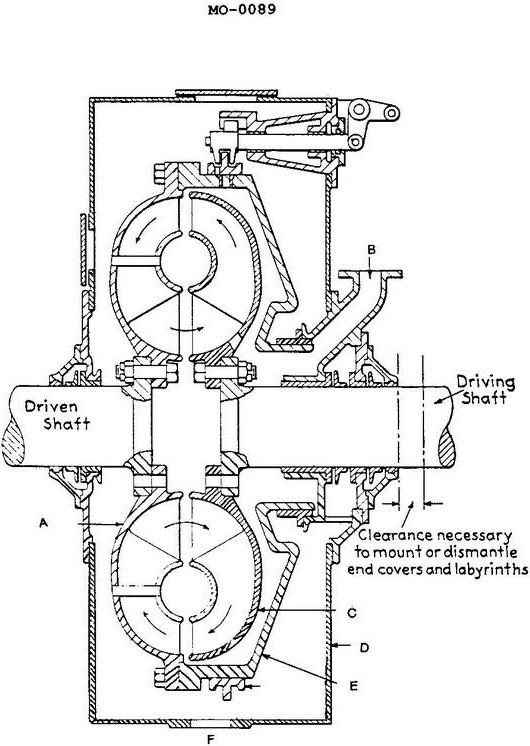 MO-0089
B
Driving
Shaft
Driven
Shaft
A
Clearance necessary
to mount or dismantle
end covers and labyrinths
C
D
E
F